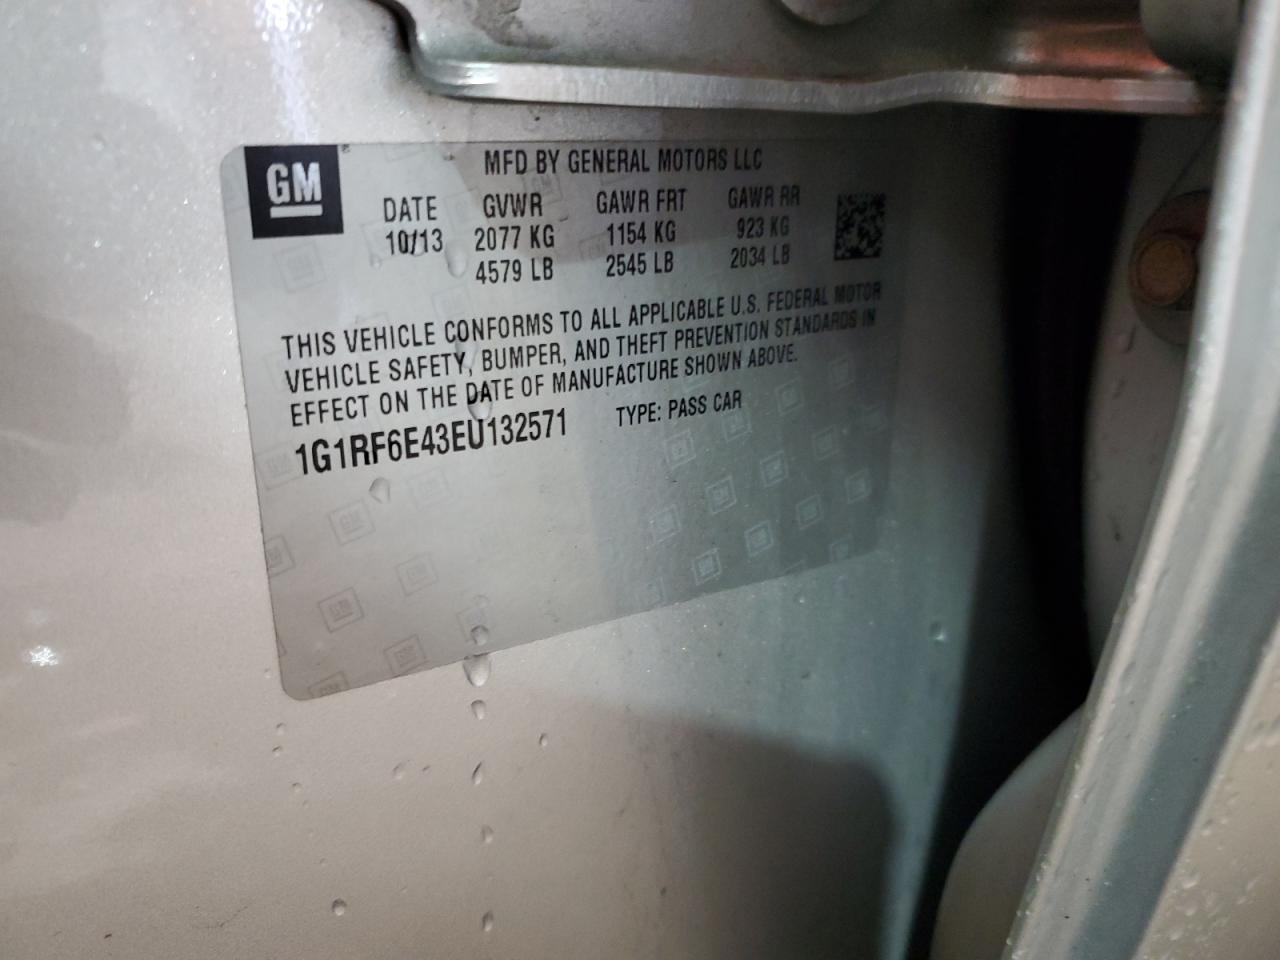 GM
MFD BY GENERAL MOTORS LLC
DATE GVWR GAWR FRT GAWR RR
10/13 2077 KG 1154 KG 923 KG
4579 LB 2545 LB 2034 LB
THIS VEHICLE CONFORMS TO ALL APPLICABLE U.S. FEDERAL MOTOR
VEHICLE SAFETY, BUMPER, AND THEFT PREVENTION STANDARDS IN
EFFECT ON THE DATE OF MANUFACTURE SHOWN ABOVE.
1G1RF6E43EU132571 TYPE: PASS CAR